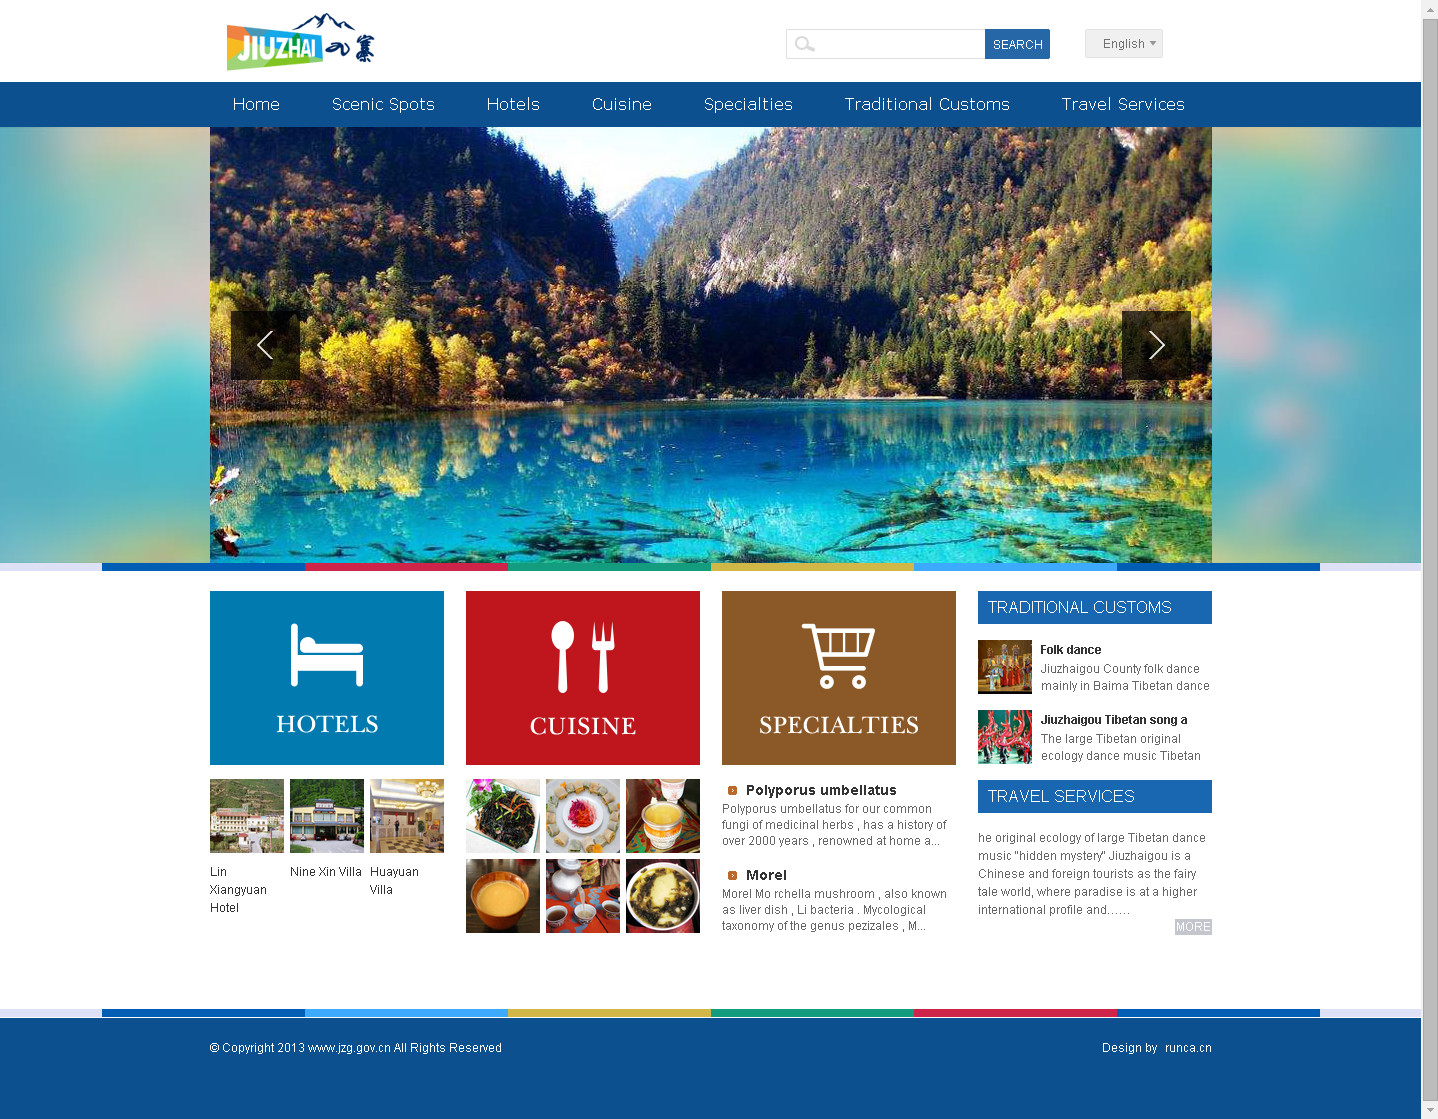 JIUZHAI 九寨
SEARCH
English
Home Scenic Spots Hotels Cuisine Specialties Traditional Customs Travel Services
HOTELS
CUISINE
SPECIALTIES
Lin
Xiangyuan
Hotel
Nine Xin Villa
Huayuan
Villa
Polyporus umbellatus
Polyporus umbellatus for our common
fungi of medicinal herbs , has a history of
over 2000 years , renowned at home a...
Morel
Morel Mo rchella mushroom , also known
as liver dish , Li bacteria . Mycological
taxonomy of the genus pezizales , M...
TRADITIONAL CUSTOMS
Folk dance
Jiuzhaigou County folk dance
mainly in Baima Tibetan dance
Jiuzhaigou Tibetan song a
The large Tibetan original
ecology dance music Tibetan
TRAVEL SERVICES
he original ecology of large Tibetan dance
music "hidden mystery" Jiuzhaigou is a
Chinese and foreign tourists as the fairy
tale world, where paradise is at a higher
international profile and……
MORE
© Copyright 2013 www.jzg.gov.cn All Rights Reserved
Design by runca.cn